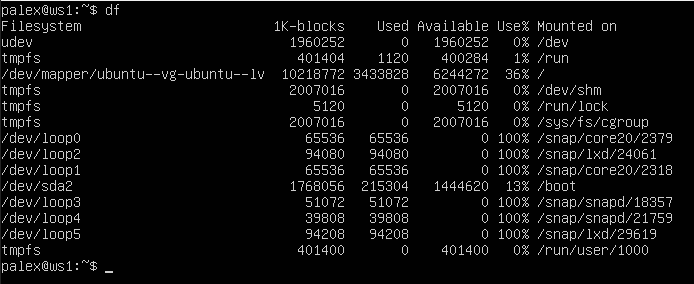 palex@ws1:~$ df
Filesystem                        1K-blocks    Used Available Use% Mounted on
udev                                1960252       0   1960252   0% /dev
tmpfs                                401404    1120    400284   1% /run
/dev/mapper/ubuntu--vg-ubuntu--lv  10218772 3433828   6244272  36% /
tmpfs                               2007016       0   2007016   0% /dev/shm
tmpfs                                  5120       0      5120   0% /run/lock
tmpfs                               2007016       0   2007016   0% /sys/fs/cgroup
/dev/loop0                            65536   65536         0 100% /snap/core20/2379
/dev/loop2                            94080   94080         0 100% /snap/lxd/24061
/dev/loop1                            65536   65536         0 100% /snap/core20/2318
/dev/sda2                           1768056  215304   1444620  13% /boot
/dev/loop3                            51072   51072         0 100% /snap/snapd/18357
/dev/loop4                            39808   39808         0 100% /snap/snapd/21759
/dev/loop5                            94208   94208         0 100% /snap/lxd/29619
tmpfs                                401400       0    401400   0% /run/user/1000
palex@ws1:~$ _